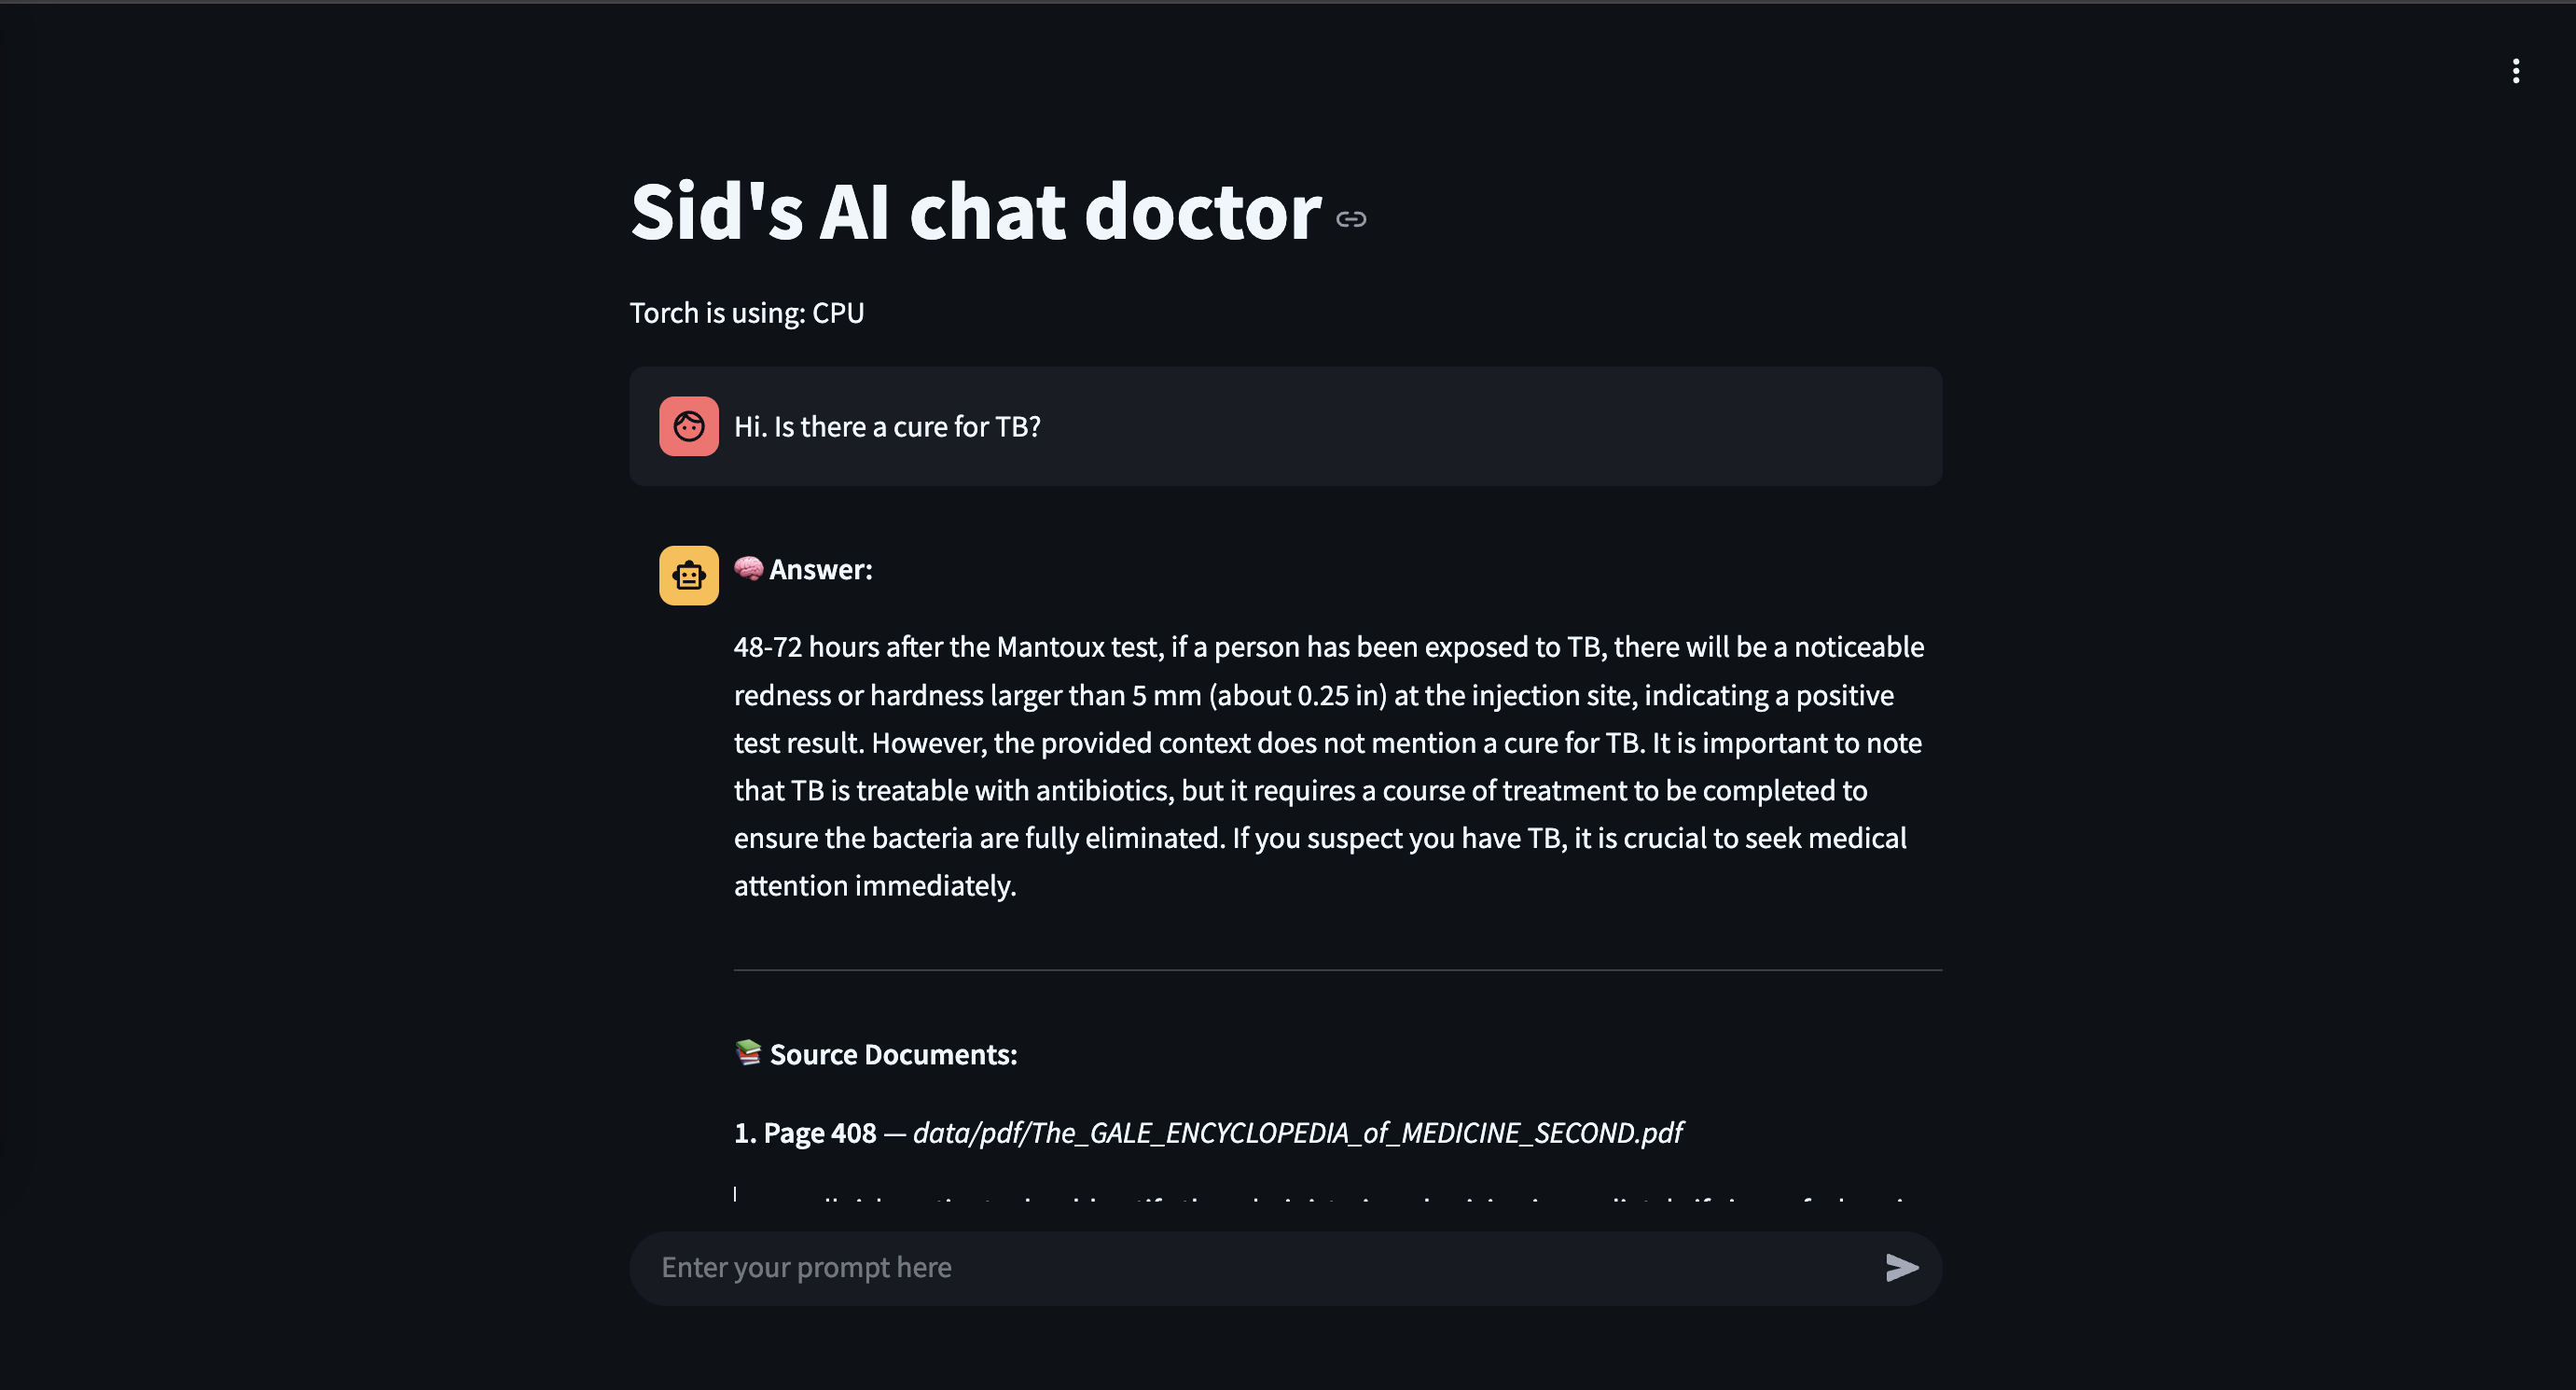 Sid's AI chat doctor
Torch is using: CPU
Hi. Is there a cure for TB?
🧠 Answer:
48-72 hours after the Mantoux test, if a person has been exposed to TB, there will be a noticeable
redness or hardness larger than 5 mm (about 0.25 in) at the injection site, indicating a positive
test result. However, the provided context does not mention a cure for TB. It is important to note
that TB is treatable with antibiotics, but it requires a course of treatment to be completed to
ensure the bacteria are fully eliminated. If you suspect you have TB, it is crucial to seek medical
attention immediately.
📚 Source Documents:
1. Page 408 — data/pdf/The_GALE_ENCYCLOPEDIA_of_MEDICINE_SECOND.pdf
Enter your prompt here